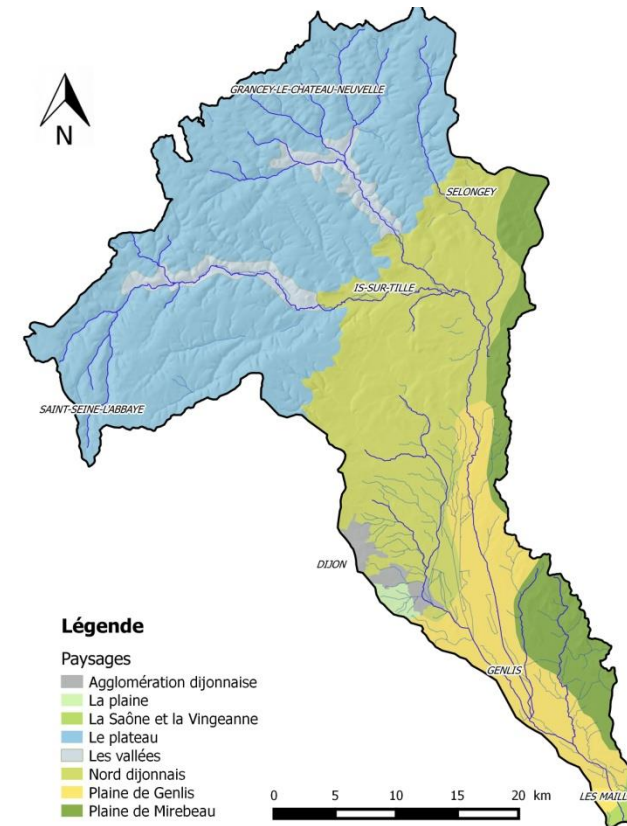 GRANCEY-LE-CHATEAU-NEUVELLE
N
SELONGEY
IS-SUR-TILLE
SAINT-SEINE-L'ABBAYE
DIJON
GENLIS
LES MAILL
Légende
Paysages
Agglomération dijonnaise
La plaine
La Saône et la Vingeanne
Le plateau
Les vallées
Nord dijonnais
Plaine de Genlis
Plaine de Mirebeau
0 5 10 15 20 km